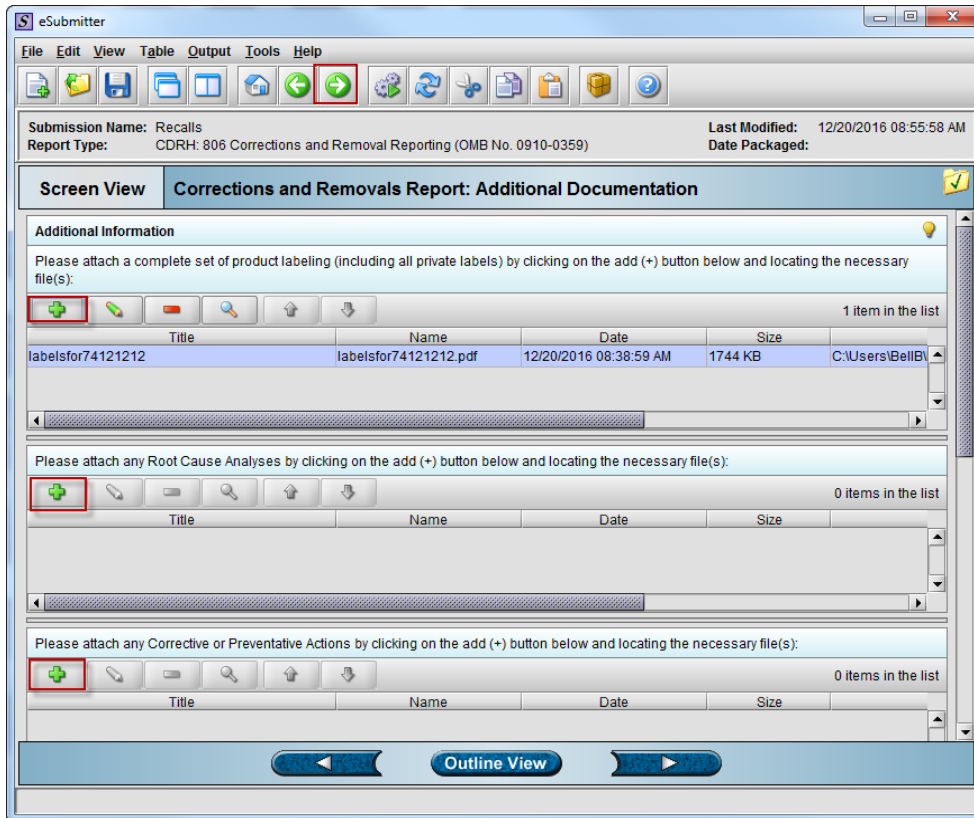 S eSubmitter
File Edit View Table Output Tools Help
Submission Name: Recalls Last Modified: 12/20/2016 08:55:58 AM
Report Type: CDRH: 806 Corrections and Removal Reporting (OMB No. 0910-0359) Date Packaged:
Screen View Corrections and Removals Report: Additional Documentation
Additional Information
Please attach a complete set of product labeling (including all private labels) by clicking on the add (+) button below and locating the necessary
file(s):
1 item in the list
Title Name Date Size
labelsfor74121212 labelsfor74121212.pdf 12/20/2016 08:38:59 AM 1744 KB C:\Users\BellB\
Please attach any Root Cause Analyses by clicking on the add (+) button below and locating the necessary file(s):
0 items in the list
Title Name Date Size
Please attach any Corrective or Preventative Actions by clicking on the add (+) button below and locating the necessary file(s):
0 items in the list
Title Name Date Size
Outline View